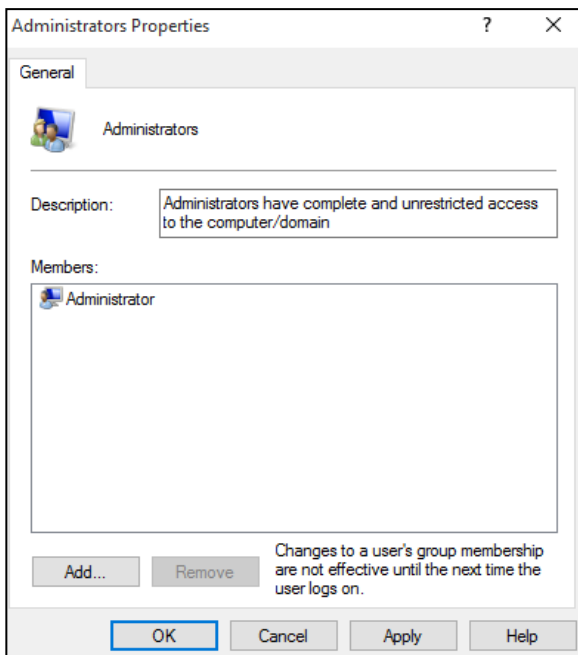 Administrators Properties
?
General
Administrators
Description:
Administrators have complete and unrestricted access
to the computer/domain
Members:
Administrator
Add...
Remove
Changes to a user's group membership
are not effective until the next time the
user logs on.
OK
Cancel
Apply
Help